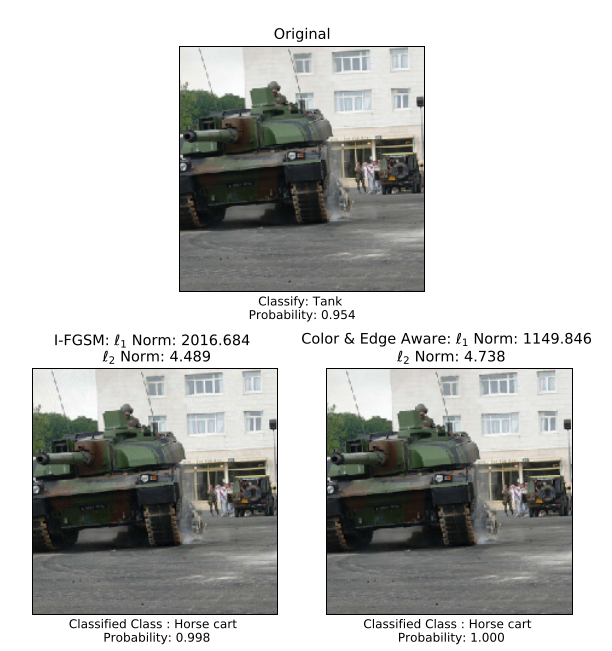 Original
Classify: Tank
Probability: 0.954
I-FGSM: ℓ₁ Norm: 2016.684
ℓ₂ Norm: 4.489
Color & Edge Aware: ℓ₁ Norm: 1149.846
ℓ₂ Norm: 4.738
Classified Class : Horse cart
Probability: 0.998
Classified Class : Horse cart
Probability: 1.000